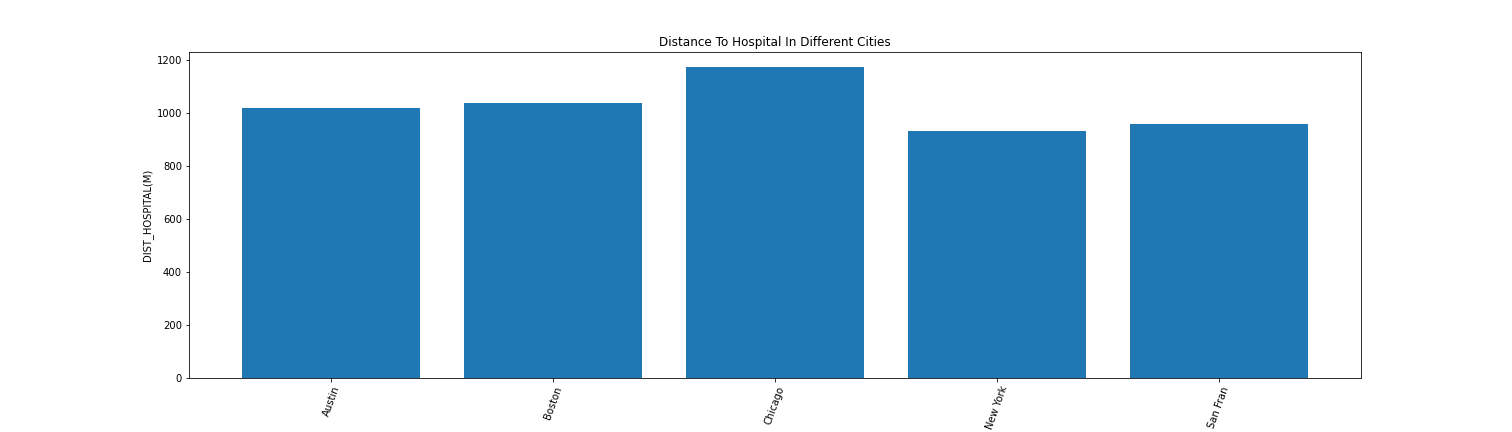 Distance To Hospital In Different Cities
1200
1000
800
600
400
200
0
DIST_HOSPITAL(M)
Austin
Boston
Chicago
New York
San Fran